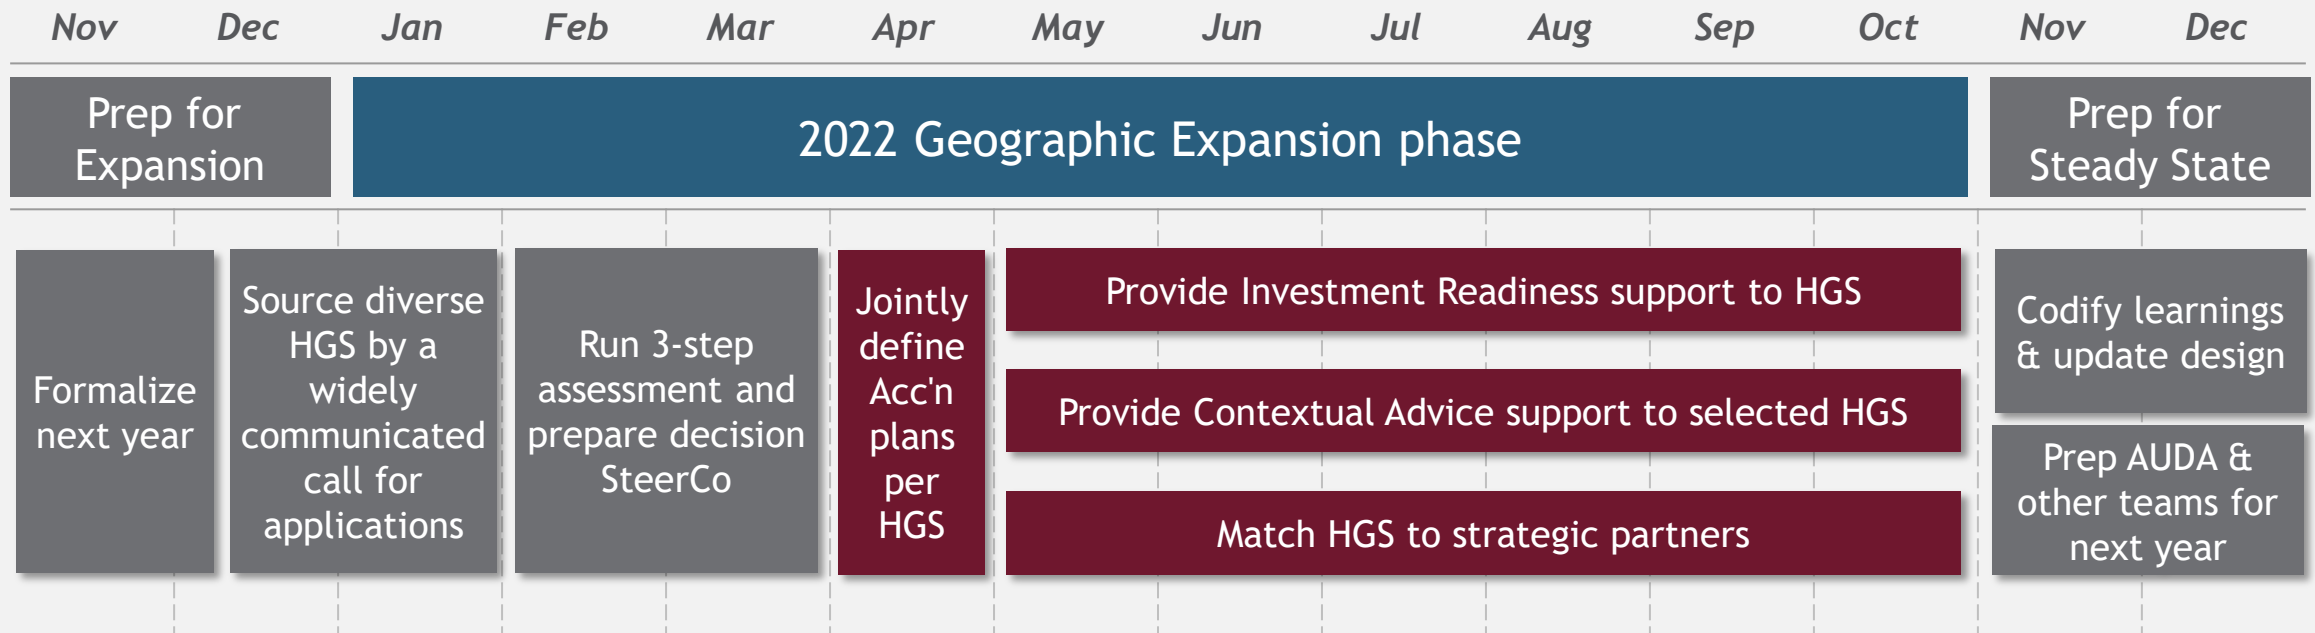 Nov Dec Jan Feb Mar Apr May Jun Jul Aug Sep Oct Nov Dec
Prep for
Expansion
2022 Geographic Expansion phase
Prep for
Steady State
Formalize
next year
Source diverse
HGS by a
widely
communicated
call for
applications
Run 3-step
assessment and
prepare decision
SteerCo
Jointly
define
Acc'n
plans
per
HGS
Provide Investment Readiness support to HGS
Provide Contextual Advice support to selected HGS
Match HGS to strategic partners
Codify learnings
& update design
Prep AUDA &
other teams for
next year